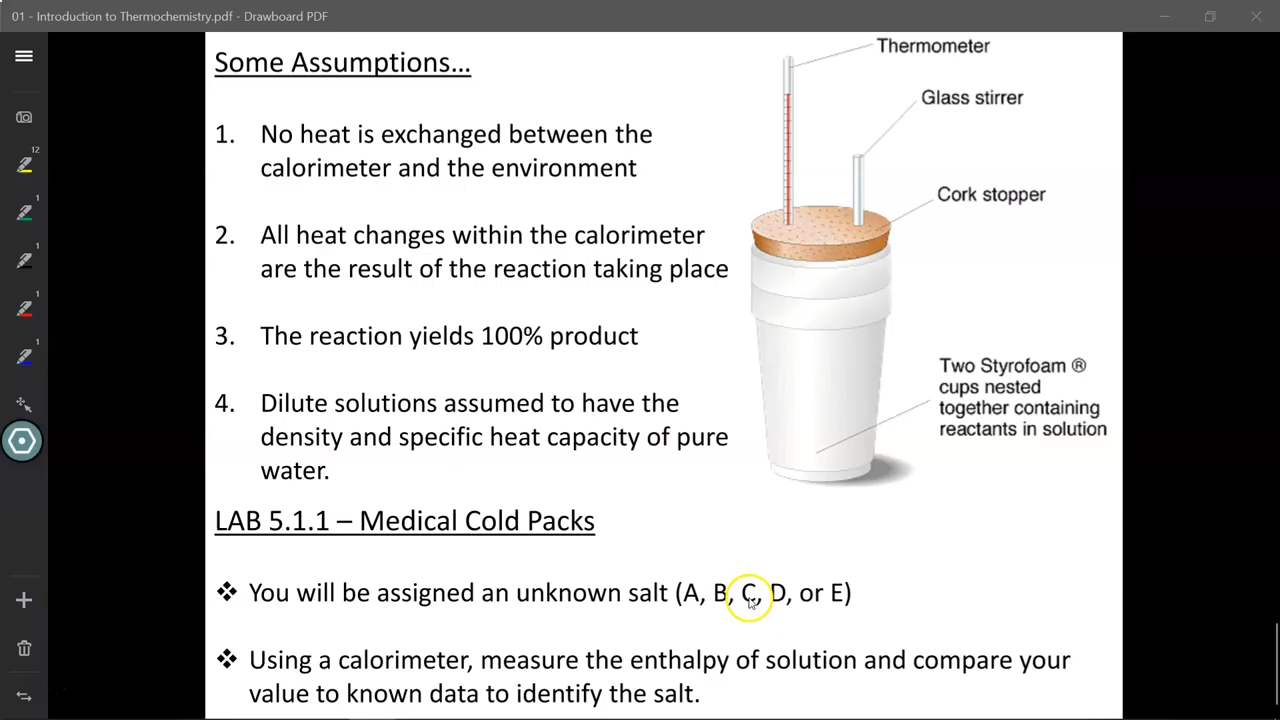 01 - Introduction to Thermochemistry.pdf - Drawboard PDF
Some Assumptions…
1. No heat is exchanged between the
calorimeter and the environment
2. All heat changes within the calorimeter
are the result of the reaction taking place
3. The reaction yields 100% product
4. Dilute solutions assumed to have the
density and specific heat capacity of pure
water.
Thermometer
Glass stirrer
Cork stopper
Two Styrofoam ®
cups nested
together containing
reactants in solution
LAB 5.1.1 – Medical Cold Packs
❖ You will be assigned an unknown salt (A, B, C, D, or E)
❖ Using a calorimeter, measure the enthalpy of solution and compare your
value to known data to identify the salt.
12
1
1
1
1